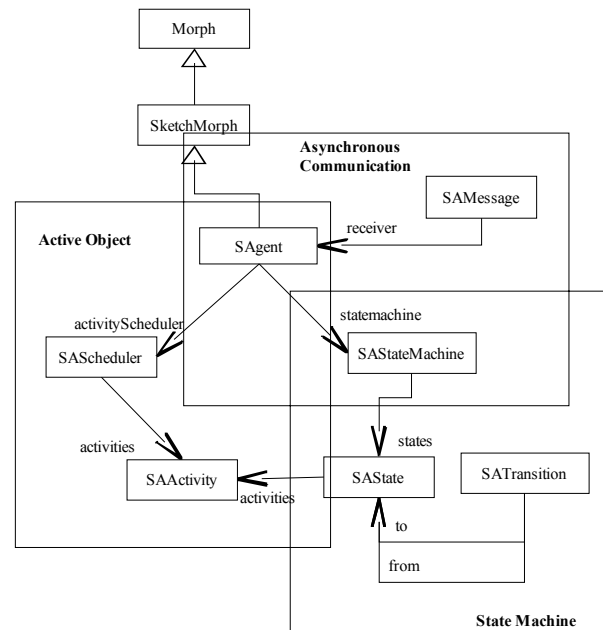 Morph
SketchMorph
Asynchronous
Communication
SAMessage
receiver
Active Object
SAgent
activityScheduler
statemachine
SAScheduler
SAStateMachine
activities
states
SAActivity
activities
SAState
SATransition
to
from
State Machine